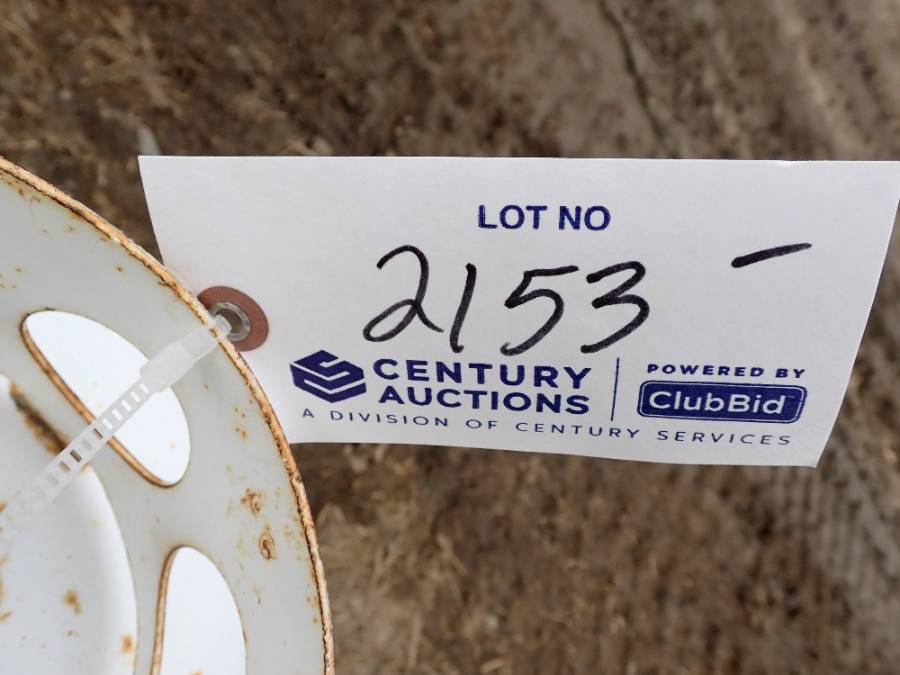 LOT NO
2153 -
CENTURY AUCTIONS
POWERED BY
ClubBid
A DIVISION OF CENTURY SERVICES